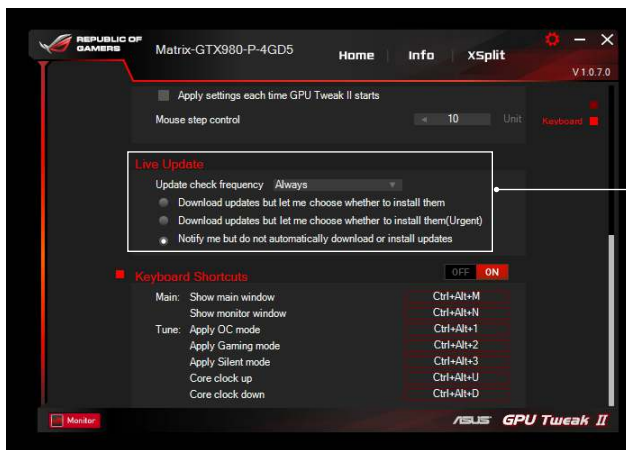 REPUBLIC OF
GAMERS
Matrix-GTX980-P-4GD5
Home
Info
XSplit
V 1.0.7.0
Apply settings each time GPU Tweak II starts
Mouse step control
10
Unit
Keyboard
Live Update
Update check frequency Always
Download updates but let me choose whether to install them
Download updates but let me choose whether to install them(Urgent)
Notify me but do not automatically download or install updates
Keyboard Shortcuts
OFF ON
Main: Show main window Ctrl+Alt+M
Show monitor window Ctrl+Alt+N
Tune: Apply OC mode Ctrl+Alt+1
Apply Gaming mode Ctrl+Alt+2
Apply Silent mode Ctrl+Alt+3
Core clock up Ctrl+Alt+U
Core clock down Ctrl+Alt+D
Monitor
ASUS GPU Tweak II